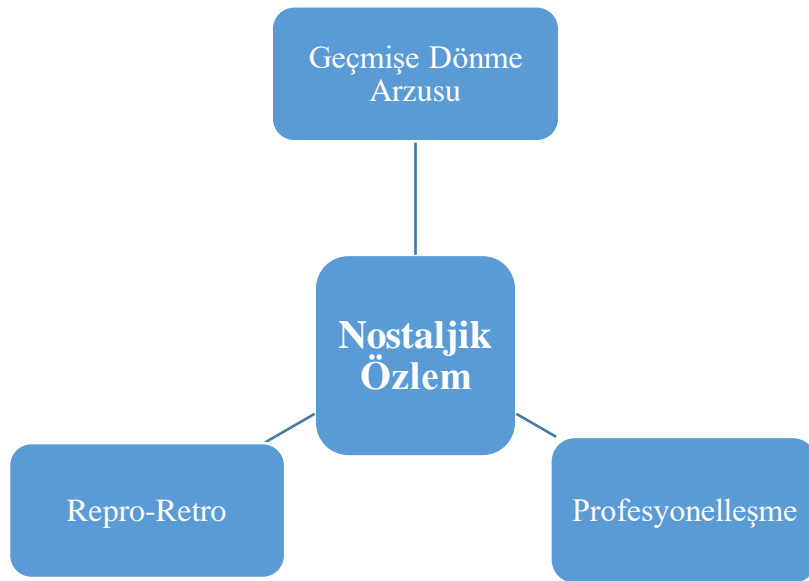 Geçmişe Dönme
Arzusu
Nostaljik
Özlem
Repro-Retro
Profesyonelleşme